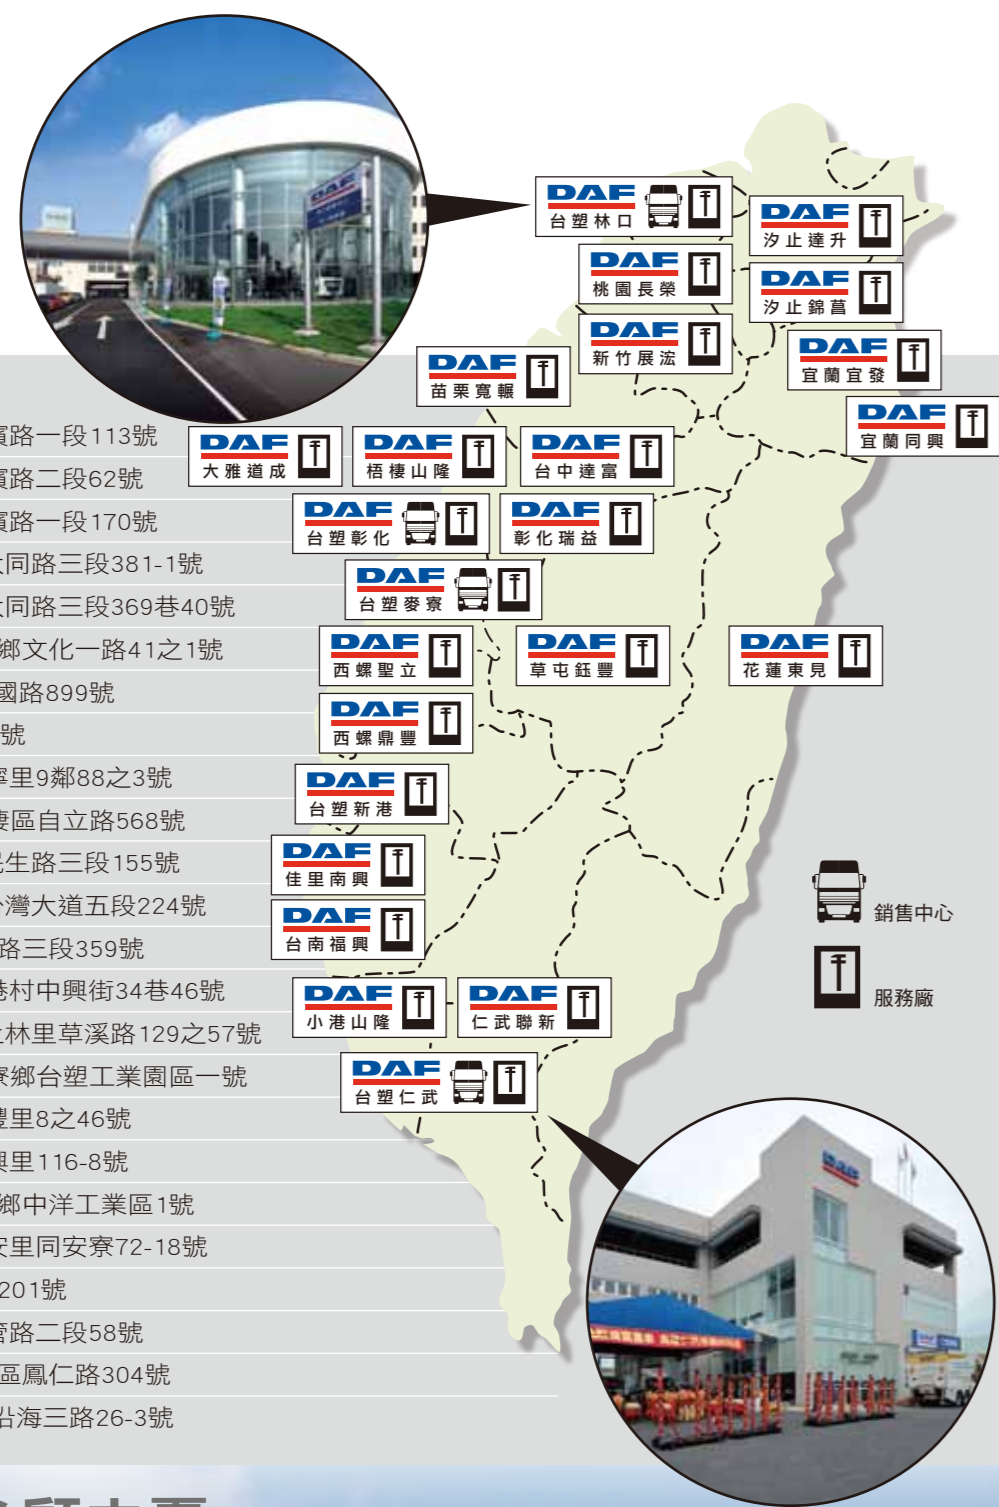 DAF
台塑林口
DAF
汐止達升
DAF
桃園長榮
DAF
汐止錦菖
DAF
新竹展浤
DAF
宜蘭宜發
DAF
苗栗寬輾
DAF
宜蘭同興
DAF
大雅道成
DAF
梧棲山隆
DAF
台中達富
DAF
台塑彰化
DAF
彰化瑞益
DAF
台塑麥寮
DAF
西螺聖立
DAF
草屯鈺豐
DAF
花蓮東見
DAF
西螺鼎豐
DAF
台塑新港
DAF
佳里南興
DAF
台南福興
DAF
小港山隆
DAF
仁武聯新
DAF
台塑仁武
銷售中心
服務廠
路一段113號
路二段62號
路一段170號
同路三段381-1號
同路三段369巷40號
鄉文化一路41之1號
國路899號
號
里9鄰88之3號
區自立路568號
生路三段155號
灣大道五段224號
路三段359號
港村中興街34巷46號
林里草溪路129之57號
寮鄉台塑工業園區一號
豐里8之46號
里116-8號
鄉中洋工業區1號
安里同安寮72-18號
201號
路二段58號
區鳳仁路304號
沿海三路26-3號
DAF
DAF